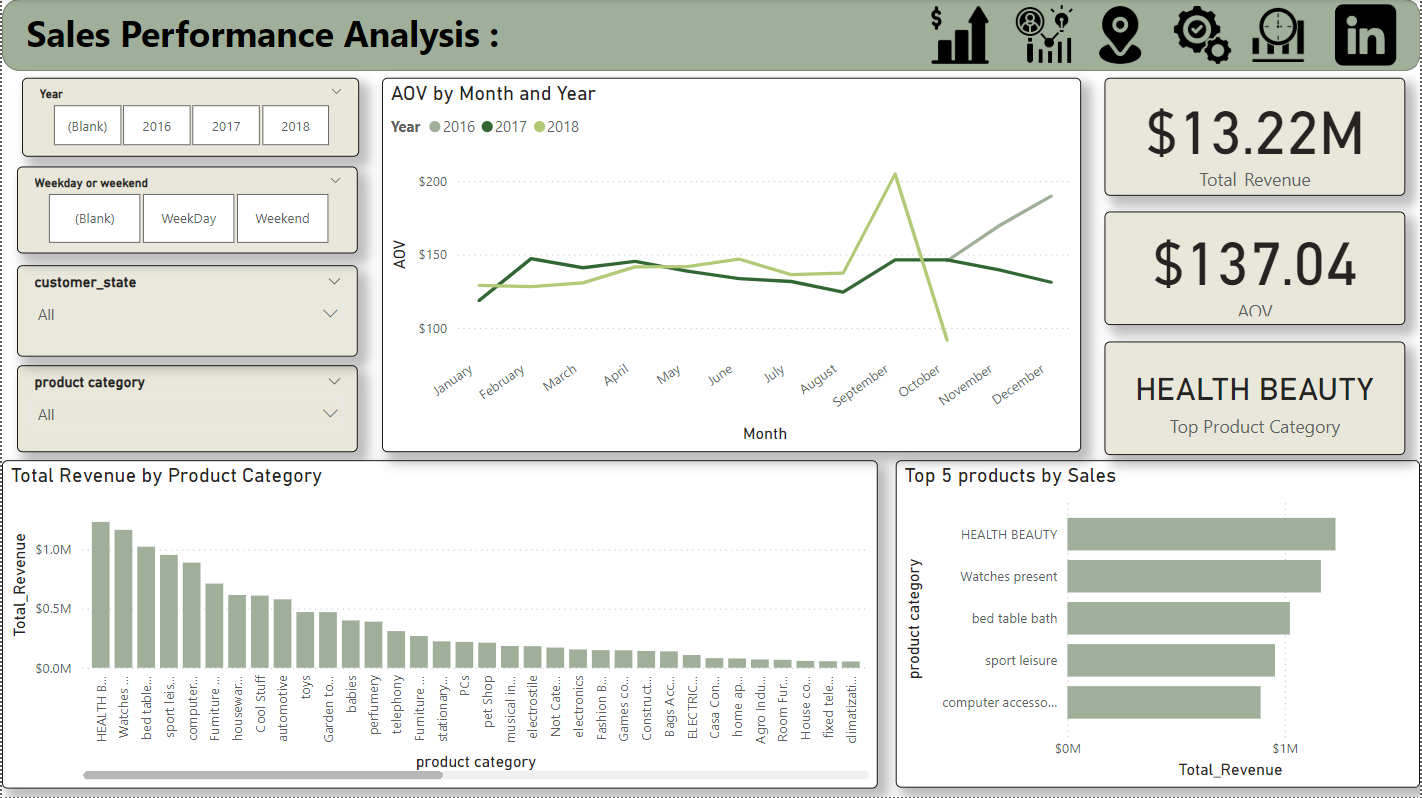 Sales Performance Analysis :
$
in
Year
(Blank) 2016 2017 2018
Weekday or weekend
(Blank) WeekDay Weekend
customer_state
All
product category
All
AOV by Month and Year
Year 2016 2017 2018
$200
$150
$100
AOV
January February March April May June July August September October November December
Month
$13.22M
Total Revenue
$137.04
AOV
HEALTH BEAUTY
Top Product Category
Total Revenue by Product Category
Total_Revenue
$1.0M
$0.5M
$0.0M
HEALTH B...
Watches ...
bed table...
sport leis...
computer...
Furniture ...
housewar...
Cool Stuff
automotive
toys
Garden to...
babies
perfumery
telephony
Furniture ...
stationary...
PCs
pet Shop
musical in...
electrostile
Not Cate...
electronics
Fashion B...
Games co...
Construct...
Bags Acc...
ELECTRIC...
Casa Con...
home ap...
Agro Indu...
Room Fur...
House co...
fixed tele...
climatizati...
product category
Top 5 products by Sales
product category
HEALTH BEAUTY
Watches present
bed table bath
sport leisure
computer accesso...
$0M $1M
Total_Revenue